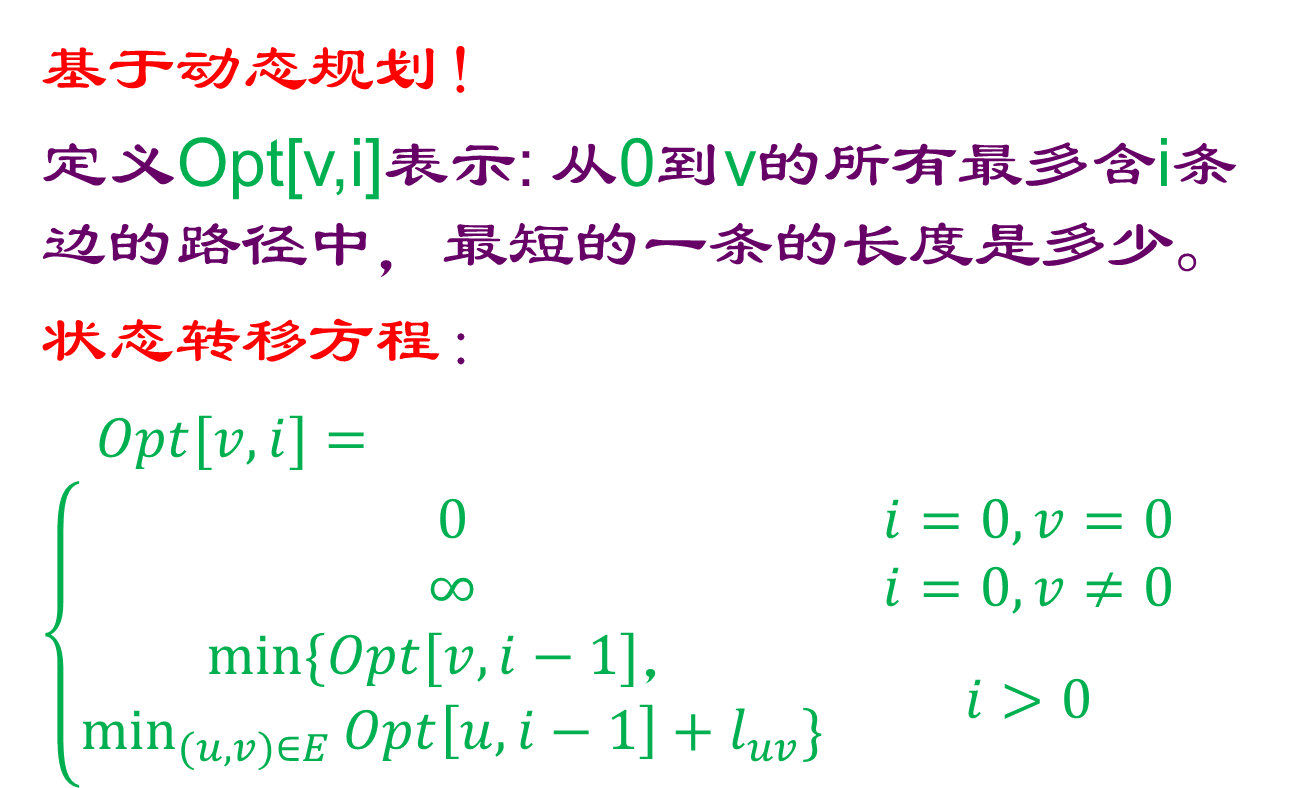 基于动态规划！
定义Opt[v,i]表示: 从0到v的所有最多含i条
边的路径中，最短的一条的长度是多少。
状态转移方程：
Opt[v, i] =
0 i = 0, v = 0
∞ i = 0, v ≠ 0
min{Opt[v, i − 1],
i > 0
min₍ᵤ,ᵥ₎∈E Opt[u, i − 1] + lᵤᵥ}